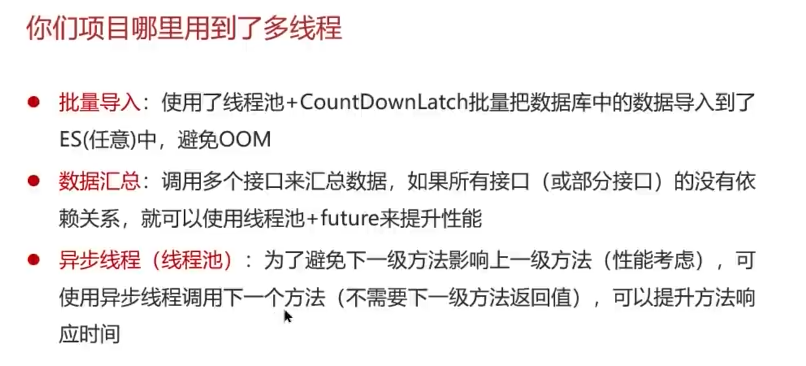 你们项目哪里用到了多线程
批量导入：使用了线程池+CountDownLatch批量把数据库中的数据导入到了
ES(任意)中，避免OOM
数据汇总：调用多个接口来汇总数据，如果所有接口（或部分接口）的没有依
赖关系，就可以使用线程池+future来提升性能
异步线程（线程池）：为了避免下一级方法影响上一级方法（性能考虑），可
使用异步线程调用下一个方法（不需要下一级方法返回值），可以提升方法响
应时间